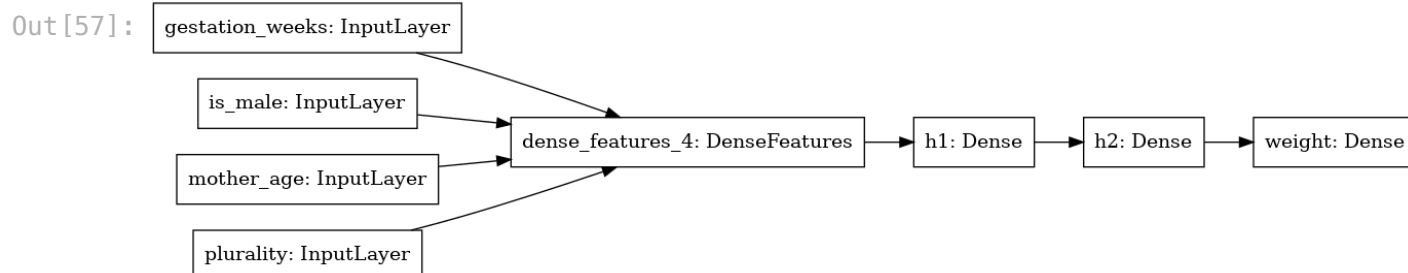 Out[57]:
gestation_weeks: InputLayer
is_male: InputLayer
mother_age: InputLayer
plurality: InputLayer
dense_features_4: DenseFeatures
h1: Dense
h2: Dense
weight: Dense